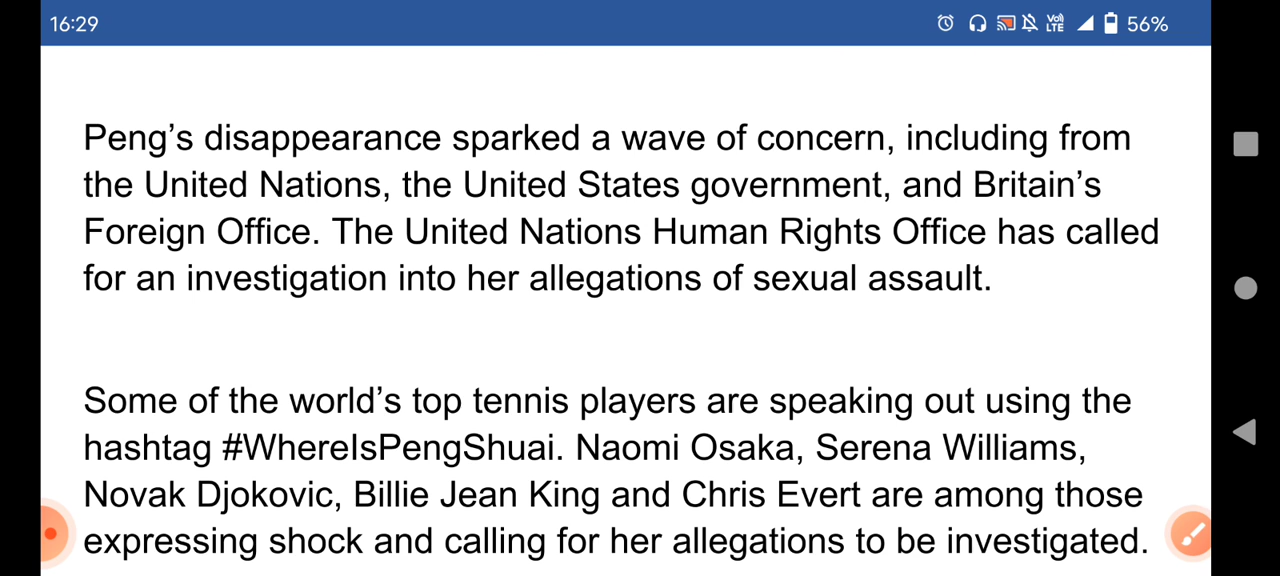 16:29
Vo) LTE
56%
Peng’s disappearance sparked a wave of concern, including from
the United Nations, the United States government, and Britain’s
Foreign Office. The United Nations Human Rights Office has called
for an investigation into her allegations of sexual assault.
Some of the world’s top tennis players are speaking out using the
hashtag #WhereIsPengShuai. Naomi Osaka, Serena Williams,
Novak Djokovic, Billie Jean King and Chris Evert are among those
expressing shock and calling for her allegations to be investigated.